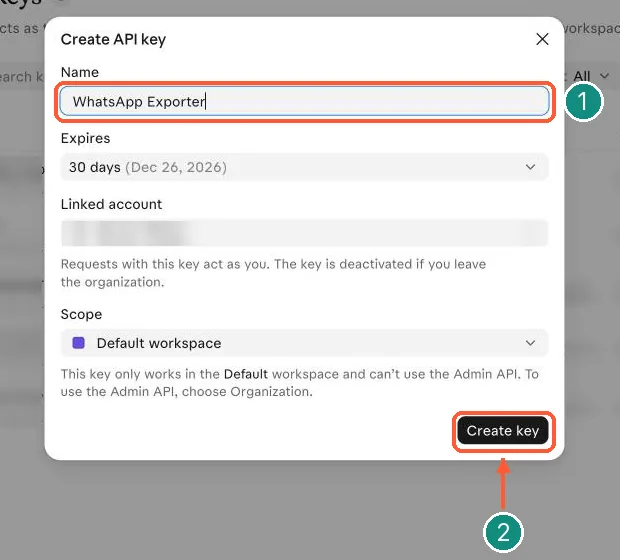 eys
cts as
workspac
Create API key
Name
earch k
All
WhatsApp Exporter
1
Expires
30 days (Dec 26, 2026)
Linked account
Requests with this key act as you. The key is deactivated if you leave
the organization.
Scope
Default workspace
This key only works in the Default workspace and can't use the Admin API. To
use the Admin API, choose Organization.
Create key
2